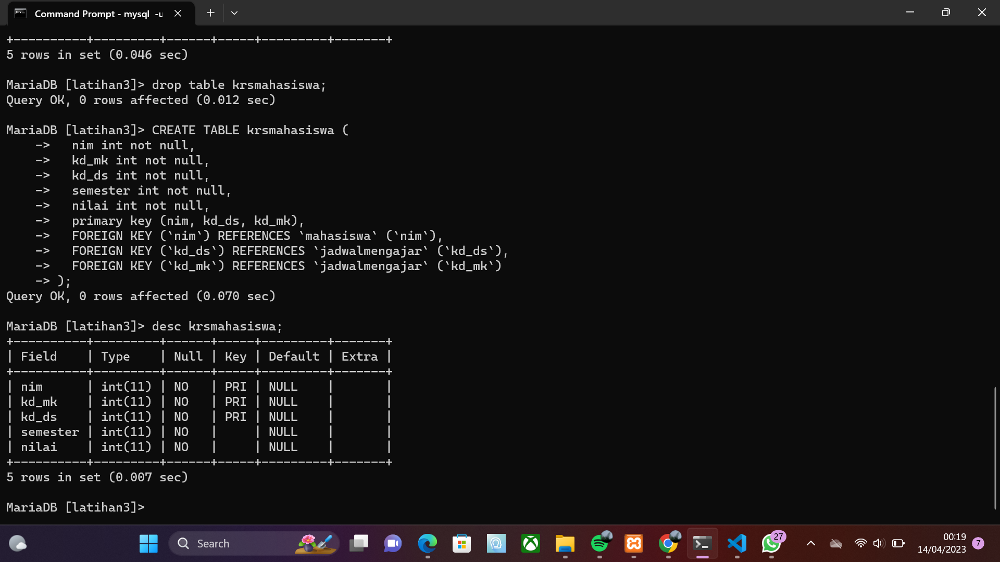 Command Prompt - mysql -u
+----------+---------+------+-----+---------+-------+
5 rows in set (0.046 sec)
MariaDB [latihan3]> drop table krsmahasiswa;
Query OK, 0 rows affected (0.012 sec)
MariaDB [latihan3]> CREATE TABLE krsmahasiswa (
    ->   nim int not null,
    ->   kd_mk int not null,
    ->   kd_ds int not null,
    ->   semester int not null,
    ->   nilai int not null,
    ->   primary key (nim, kd_ds, kd_mk),
    ->   FOREIGN KEY (`nim`) REFERENCES `mahasiswa` (`nim`),
    ->   FOREIGN KEY (`kd_ds`) REFERENCES `jadwalmengajar` (`kd_ds`),
    ->   FOREIGN KEY (`kd_mk`) REFERENCES `jadwalmengajar` (`kd_mk`)
    -> );
Query OK, 0 rows affected (0.070 sec)
MariaDB [latihan3]> desc krsmahasiswa;
+----------+---------+------+-----+---------+-------+
| Field    | Type    | Null | Key | Default | Extra |
+----------+---------+------+-----+---------+-------+
| nim      | int(11) | NO   | PRI | NULL    |       |
| kd_mk    | int(11) | NO   | PRI | NULL    |       |
| kd_ds    | int(11) | NO   | PRI | NULL    |       |
| semester | int(11) | NO   |     | NULL    |       |
| nilai    | int(11) | NO   |     | NULL    |       |
+----------+---------+------+-----+---------+-------+
5 rows in set (0.007 sec)
MariaDB [latihan3]>
Search
27
00:19
14/04/2023
7